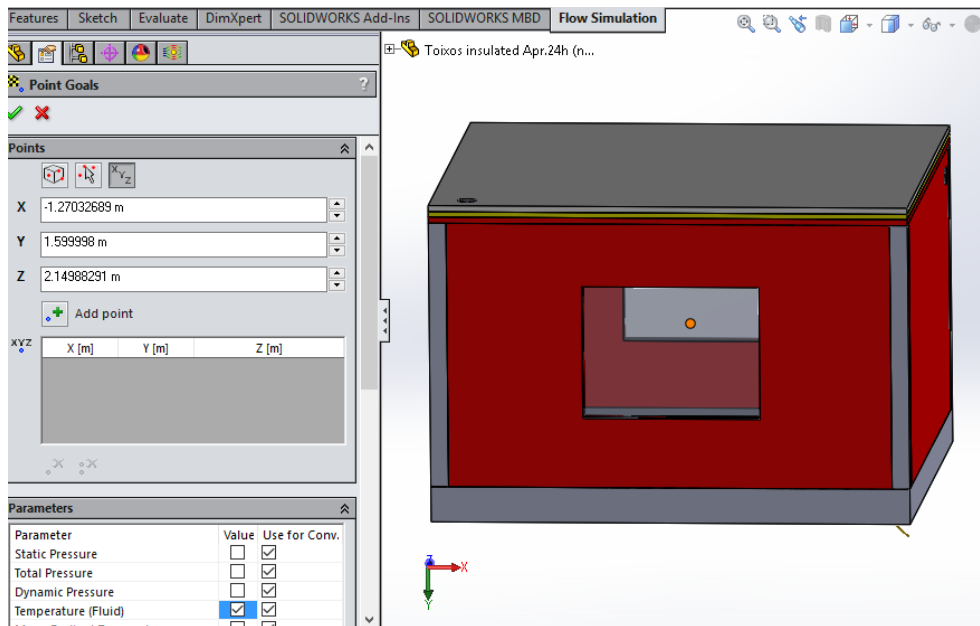 Features Sketch Evaluate DimXpert SOLIDWORKS Add-Ins SOLIDWORKS MBD Flow Simulation
Toixos insulated Apr.24h (n...
Point Goals ?
Points
XYZ
X -1.27032689 m
Y 1.599998 m
Z 2.14988291 m
Add point
XYZ X [m] Y [m] Z [m]
Parameters
Parameter Value Use for Conv.
Static Pressure
Total Pressure
Dynamic Pressure
Temperature (Fluid)
Z
X
Y